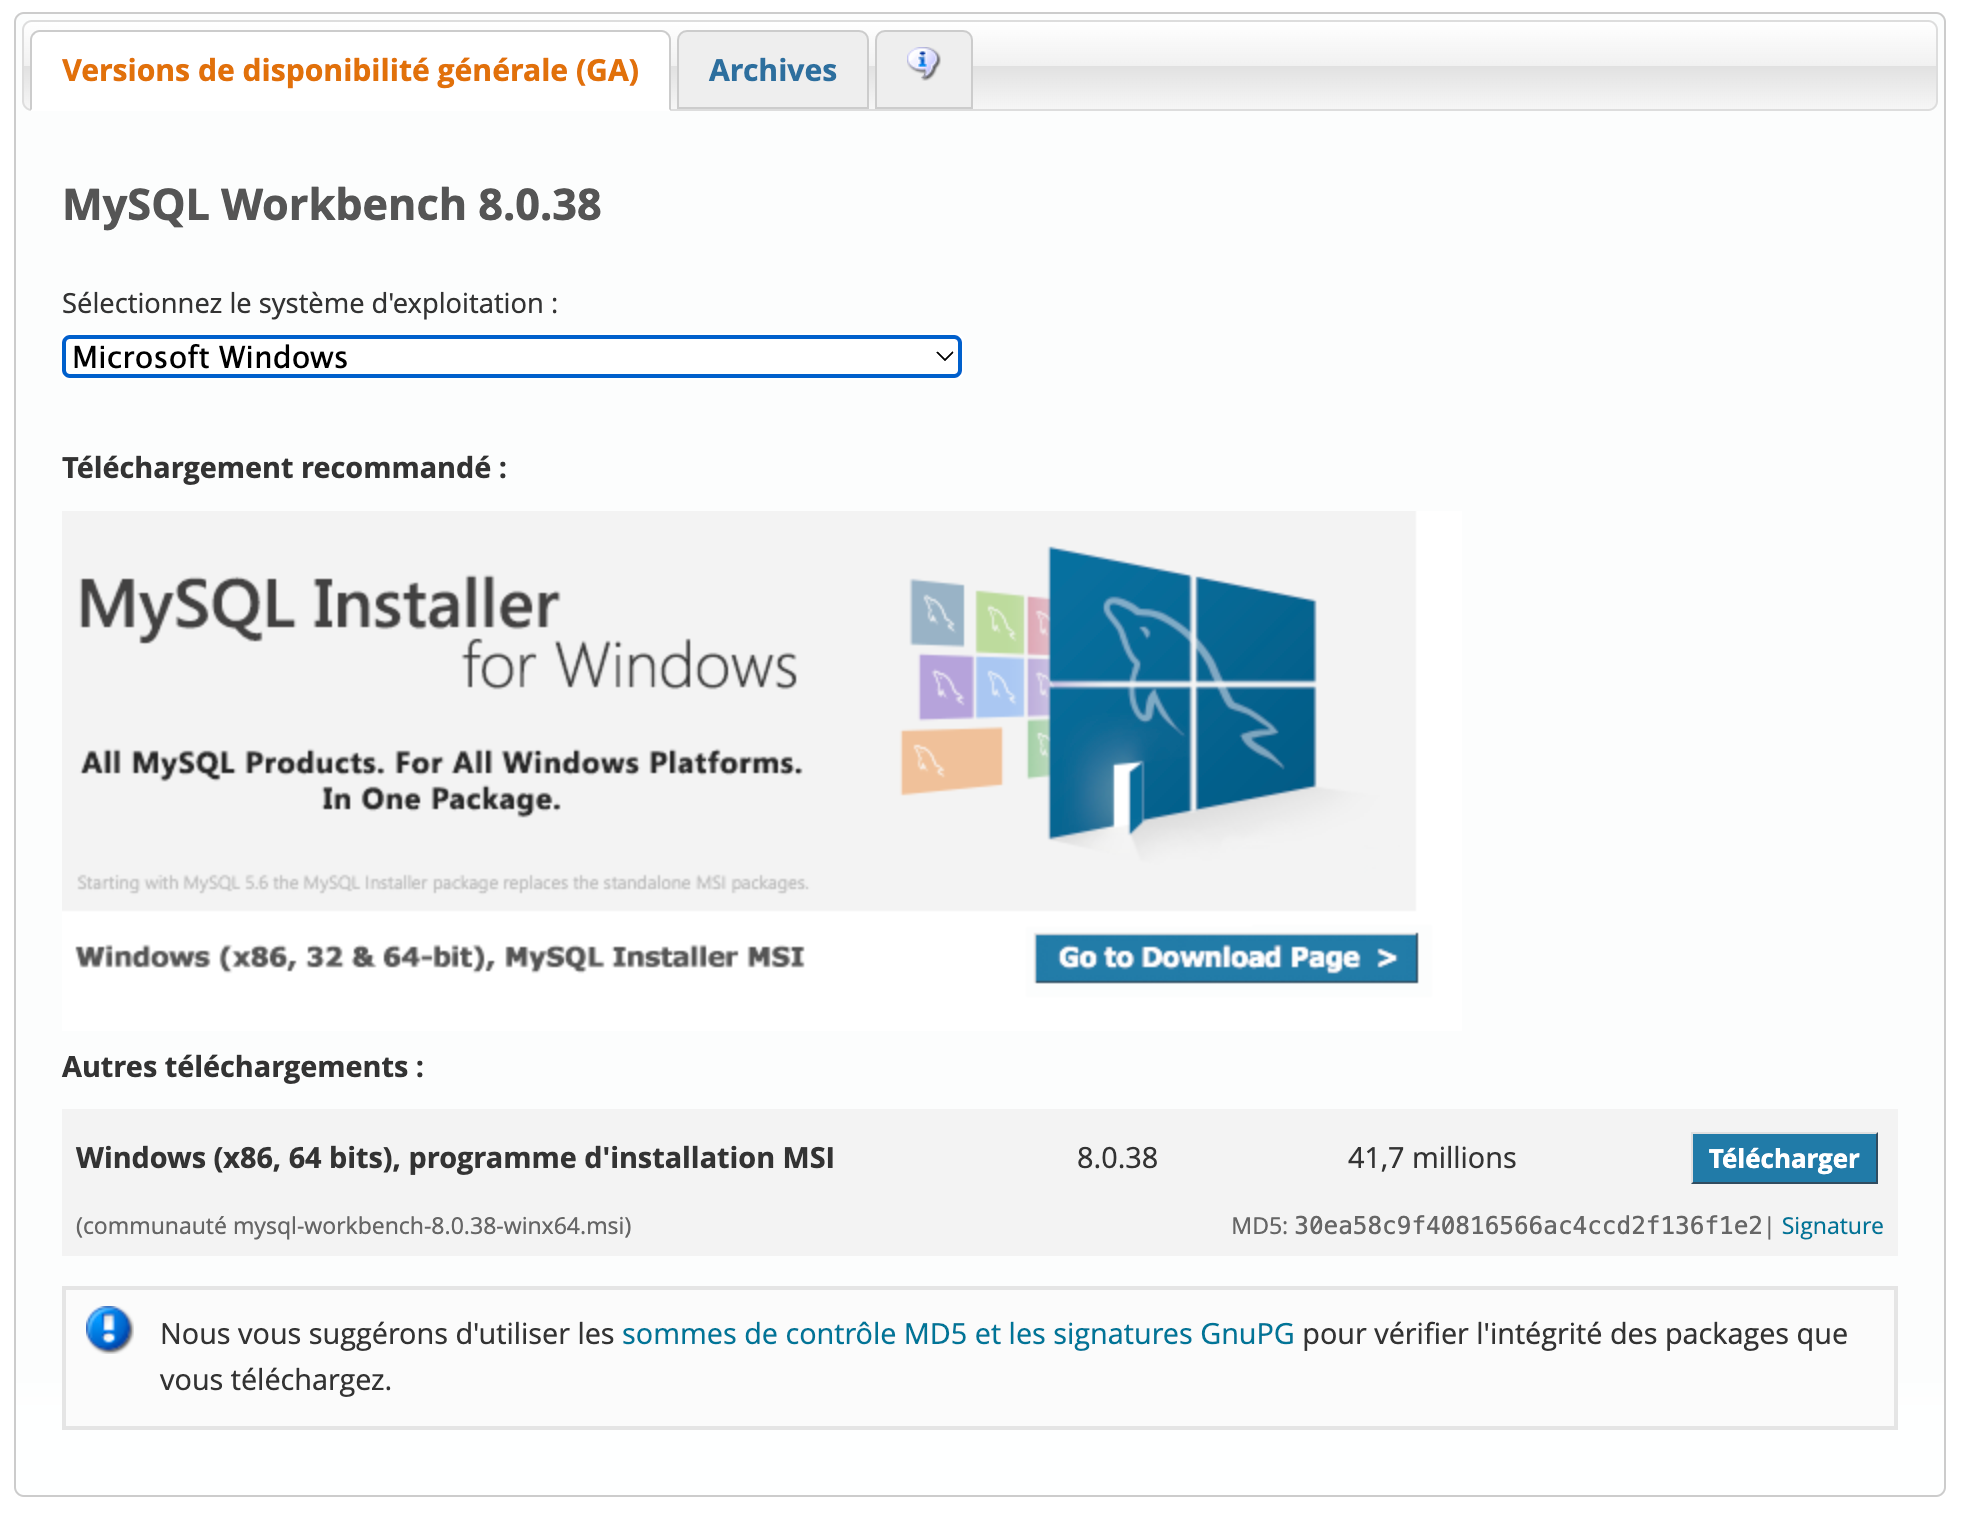 Versions de disponibilité générale (GA)
Archives
MySQL Workbench 8.0.38
Sélectionnez le système d'exploitation :
Microsoft Windows
Téléchargement recommandé :
MySQL Installer
for Windows
All MySQL Products. For All Windows Platforms.
In One Package.
Starting with MySQL 5.6 the MySQL Installer package replaces the standalone MSI packages.
Windows (x86, 32 & 64-bit), MySQL Installer MSI
Go to Download Page >
Autres téléchargements :
Windows (x86, 64 bits), programme d'installation MSI 8.0.38 41,7 millions Télécharger
(communauté mysql-workbench-8.0.38-winx64.msi) MD5: 30ea58c9f40816566ac4ccd2f136f1e2| Signature
Nous vous suggérons d'utiliser les sommes de contrôle MD5 et les signatures GnuPG pour vérifier l'intégrité des packages que
vous téléchargez.